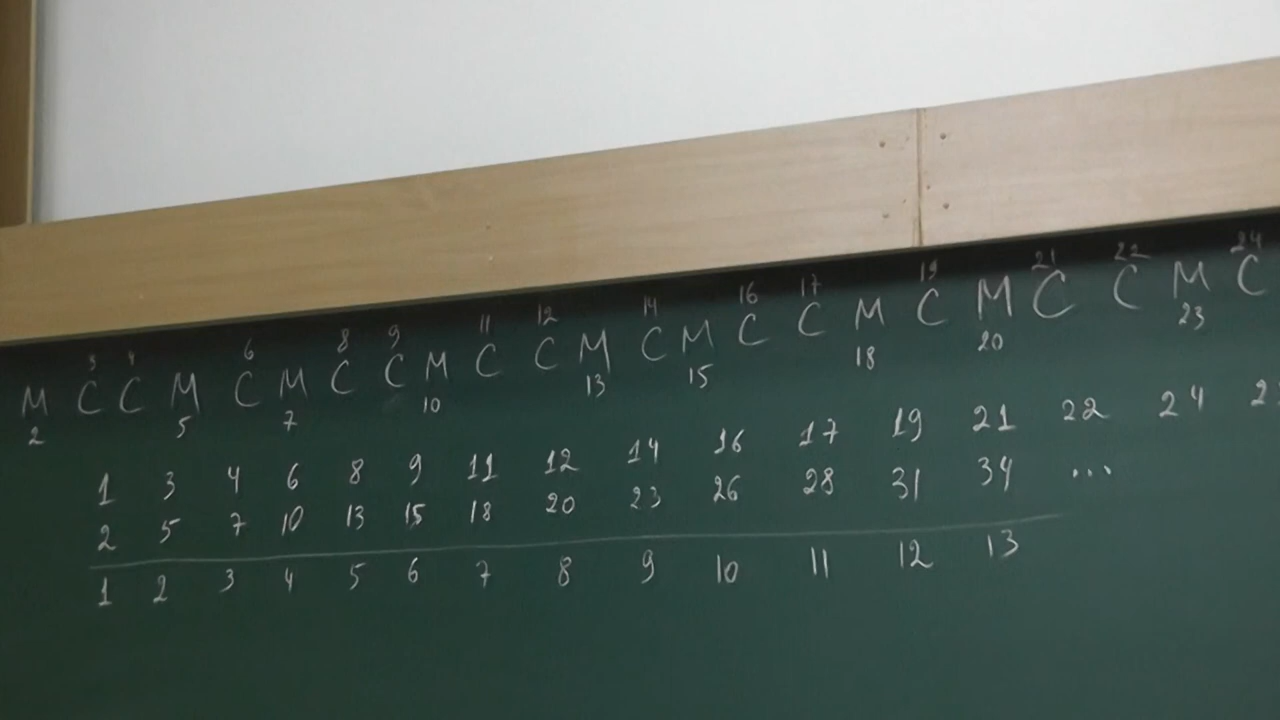 3 4 6 8 9 11 12 14 16 17 19 21 22 24
M C C M C M C C M C C M C M C C M C M C C M C
2 5 7 10 13 15 18 20 23
1 3 4 6 8 9 11 12 14 16 17 19 21 22 24
2 5 7 10 13 15 18 20 23 26 28 31 34 ...
1 2 3 4 5 6 7 8 9 10 11 12 13